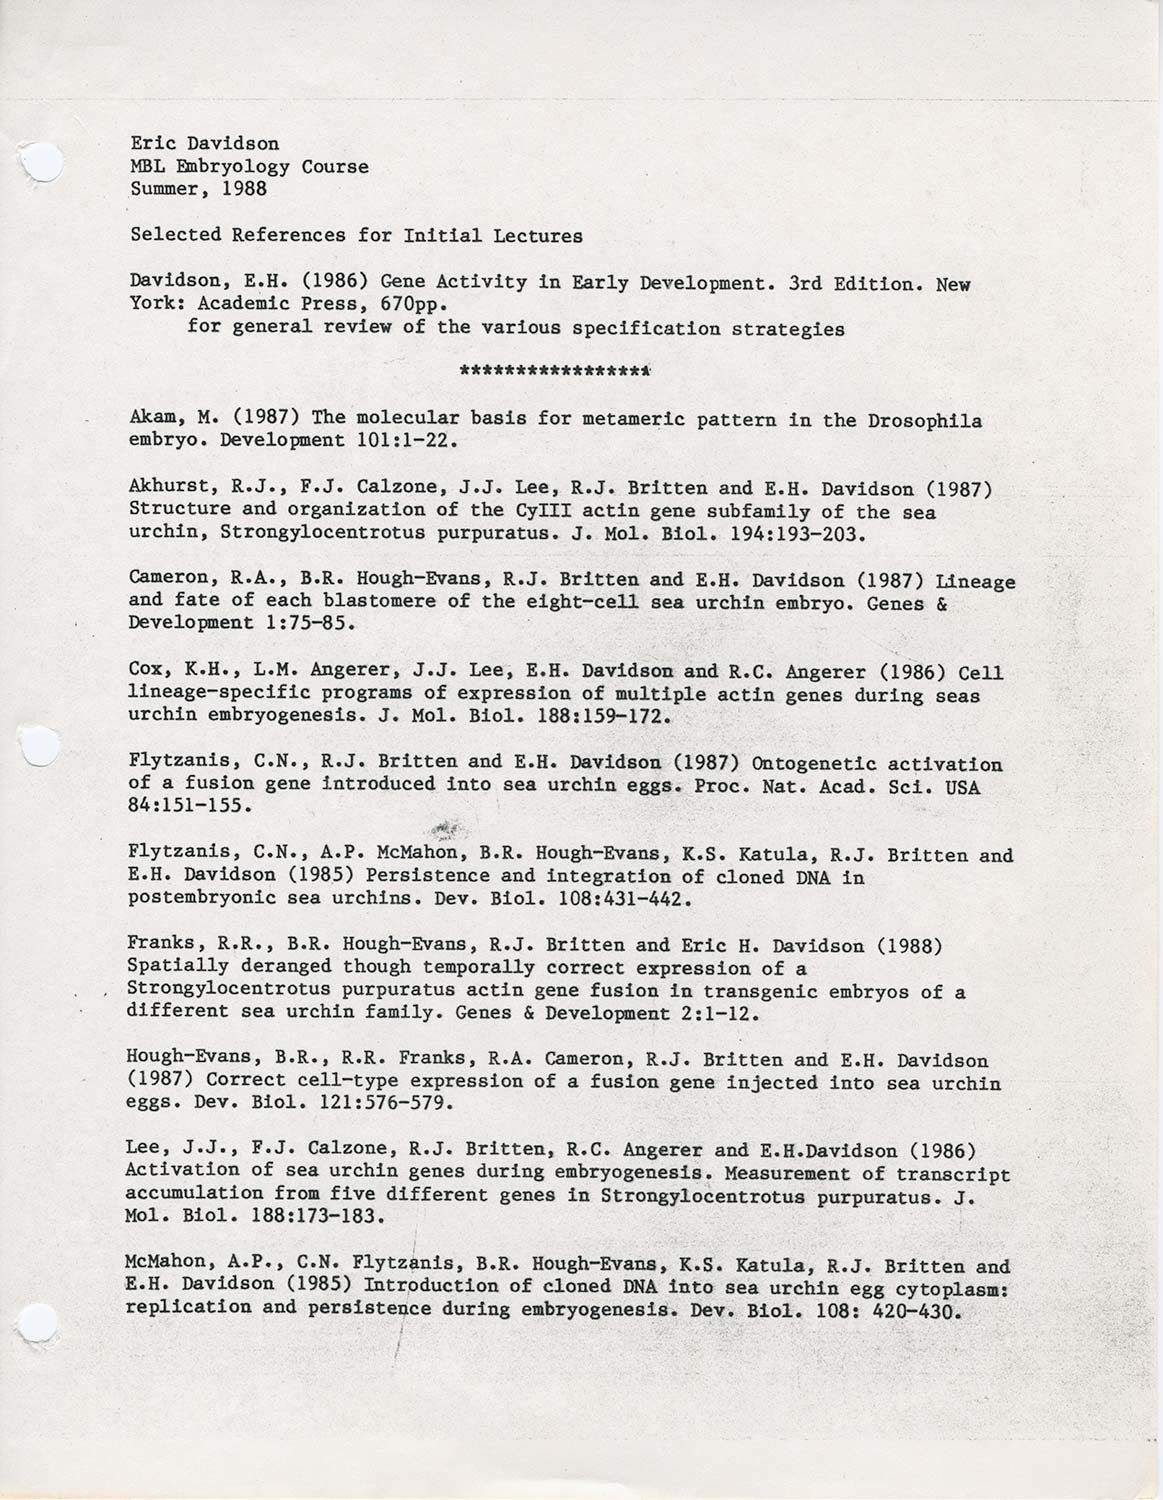 Eric Davidson
MBL Embryology Course
Summer, 1988
Selected References for Initial Lectures
Davidson, E.H. (1986) Gene Activity in Early Development. 3rd Edition. New
York: Academic Press, 670pp.
for general review of the various specification strategies
*****************
Akam, M. (1987) The molecular basis for metameric pattern in the Drosophila
embryo. Development 101:1-22.
Akhurst, R.J., F.J. Calzone, J.J. Lee, R.J. Britten and E.H. Davidson (1987)
Structure and organization of the CyIII actin gene subfamily of the sea
urchin, Strongylocentrotus purpuratus. J. Mol. Biol. 194:193-203.
Cameron, R.A., B.R. Hough-Evans, R.J. Britten and E.H. Davidson (1987) Lineage
and fate of each blastomere of the eight-cell sea urchin embryo. Genes &
Development 1:75-85.
Cox, K.H., L.M. Angerer, J.J. Lee, E.H. Davidson and R.C. Angerer (1986) Cell
lineage-specific programs of expression of multiple actin genes during seas
urchin embryogenesis. J. Mol. Biol. 188:159-172.
Flytzanis, C.N., R.J. Britten and E.H. Davidson (1987) Ontogenetic activation
of a fusion gene introduced into sea urchin eggs. Proc. Nat. Acad. Sci. USA
84:151-155.
Flytzanis, C.N., A.P. McMahon, B.R. Hough-Evans, K.S. Katula, R.J. Britten and
E.H. Davidson (1985) Persistence and integration of cloned DNA in
postembryonic sea urchins. Dev. Biol. 108:431-442.
Franks, R.R., B.R. Hough-Evans, R.J. Britten and Eric H. Davidson (1988)
Spatially deranged though temporally correct expression of a
Strongylocentrotus purpuratus actin gene fusion in transgenic embryos of a
different sea urchin family. Genes & Development 2:1-12.
Hough-Evans, B.R., R.R. Franks, R.A. Cameron, R.J. Britten and E.H. Davidson
(1987) Correct cell-type expression of a fusion gene injected into sea urchin
eggs. Dev. Biol. 121:576-579.
Lee, J.J., F.J. Calzone, R.J. Britten, R.C. Angerer and E.H.Davidson (1986)
Activation of sea urchin genes during embryogenesis. Measurement of transcript
accumulation from five different genes in Strongylocentrotus purpuratus. J.
Mol. Biol. 188:173-183.
McMahon, A.P., C.N. Flytzanis, B.R. Hough-Evans, K.S. Katula, R.J. Britten and
E.H. Davidson (1985) Introduction of cloned DNA into sea urchin egg cytoplasm:
replication and persistence during embryogenesis. Dev. Biol. 108: 420-430.